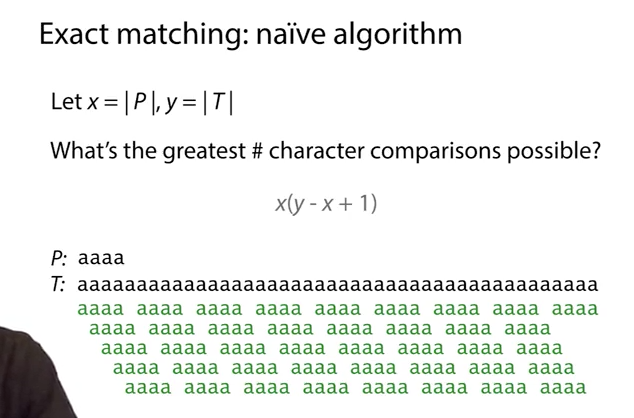 Exact matching: naïve algorithm
Let x = |P|, y = |T|
What's the greatest # character comparisons possible?
x(y - x + 1)
P: aaaa
T: aaaaaaaaaaaaaaaaaaaaaaaaaaaaaaaaaaaaaaaaaaaa
aaaa aaaa aaaa aaaa aaaa aaaa aaaa aaaa aaaa
aaaa aaaa aaaa aaaa aaaa aaaa aaaa aaaa
aaaa aaaa aaaa aaaa aaaa aaaa aaaa aaaa
aaaa aaaa aaaa aaaa aaaa aaaa aaaa aaaa
aaaa aaaa aaaa aaaa aaaa aaaa aaaa aaaa